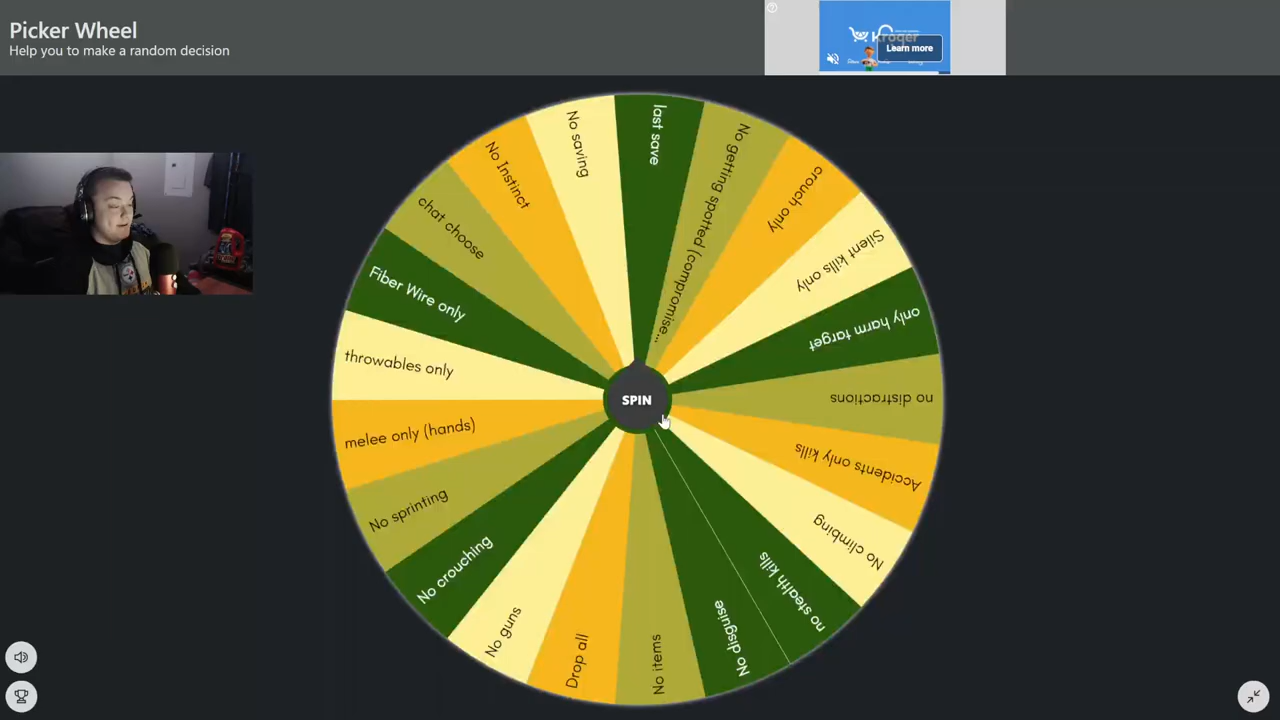 Picker Wheel
Help you to make a random decision
Kroger
Learn more
last save
No getting spotted (compromise...
crouch only
Silent kills only
only harm target
no distractions
Accidents only kills
No climbing
no stealth kills
No disguise
No items
Drop all
No guns
No crouching
No sprinting
melee only (hands)
throwables only
Fiber Wire only
chat choose
No Instinct
No saving
SPIN